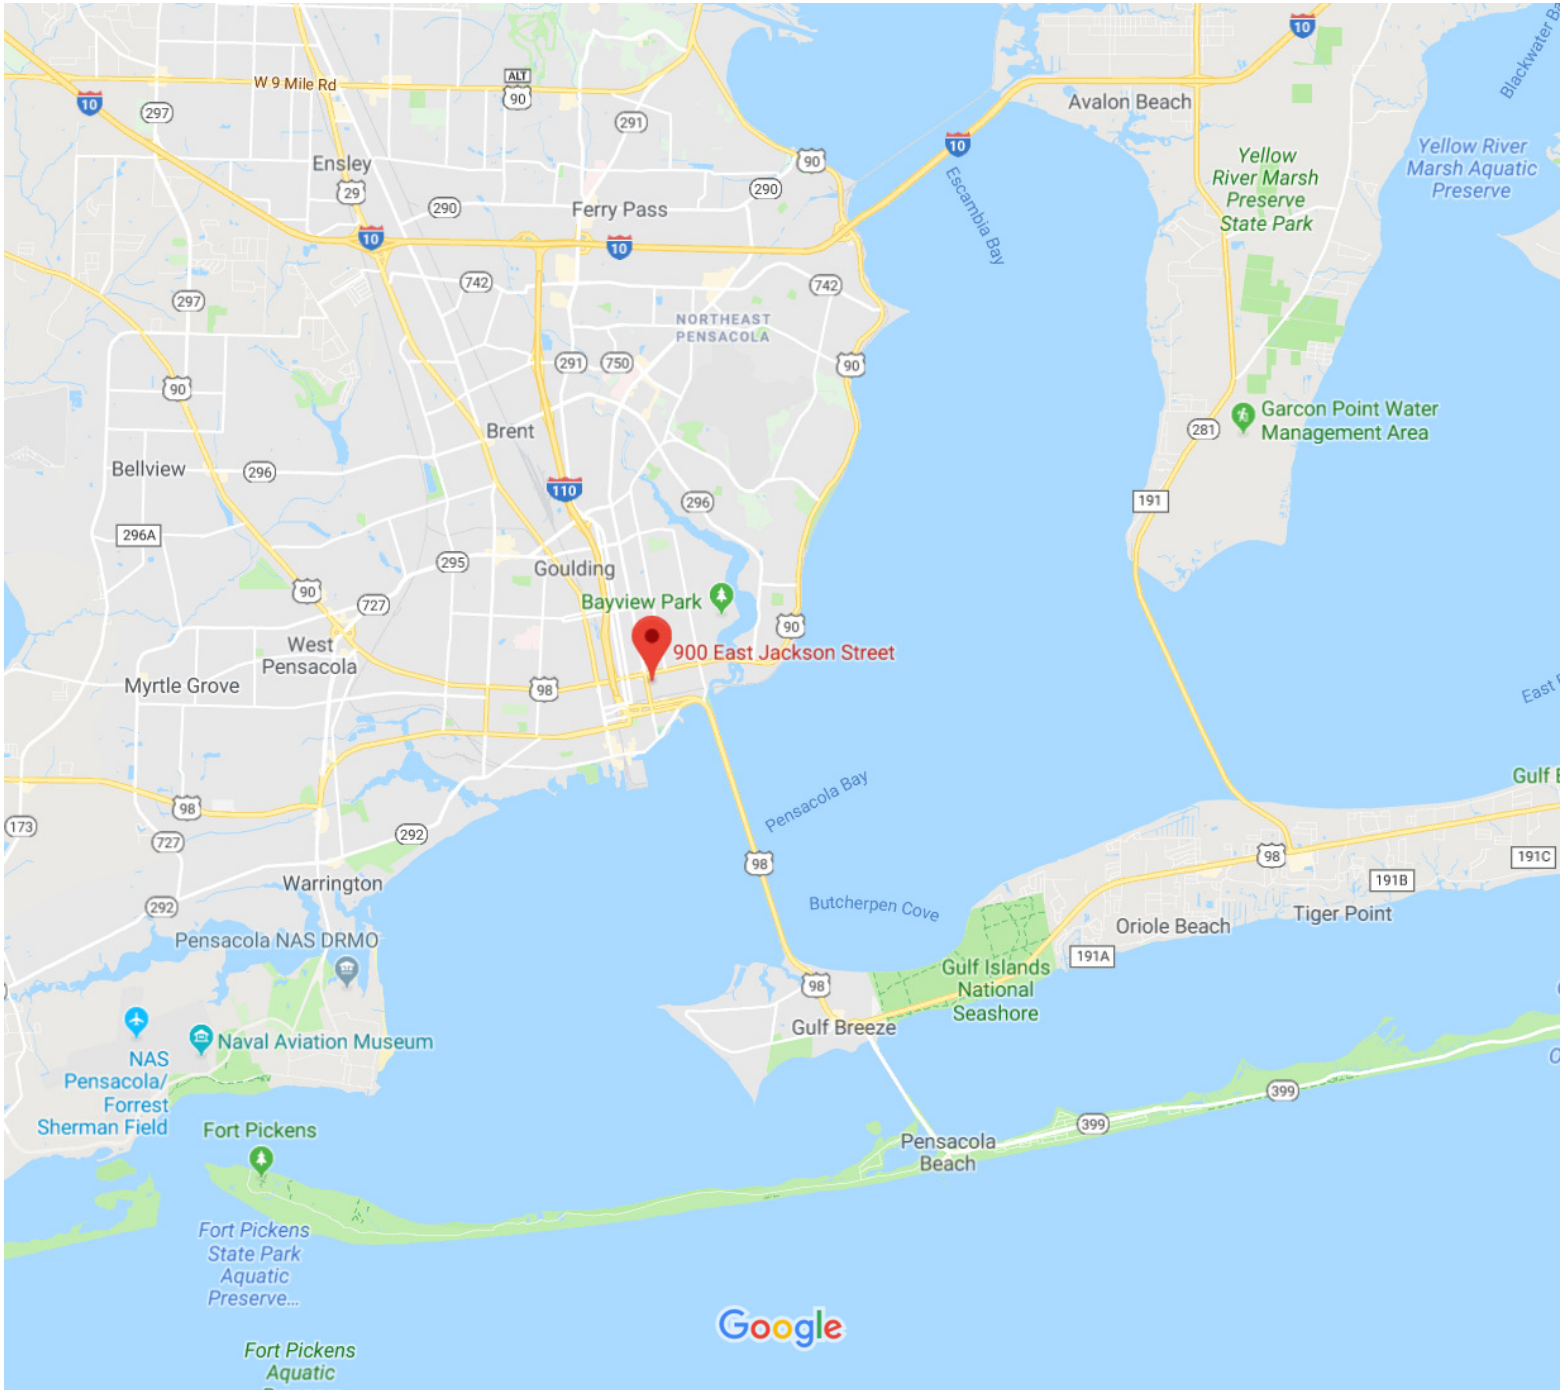 W 9 Mile Rd
ALT
90
10
297
291
Ensley
29
290
Ferry Pass
290
90
10
10
Escambia Bay
10
Avalon Beach
10
Yellow
River Marsh
Preserve
State Park
Yellow River
Marsh Aquatic
Preserve
742
297
NORTHEAST
PENSACOLA
742
90
291
750
90
Brent
Bellview
296
110
296
296A
295
Goulding
90
727
Bayview Park
90
West
Pensacola
900 East Jackson Street
Myrtle Grove
98
281
Garcon Point Water
Management Area
191
Pensacola Bay
98
173
727
292
Warrington
292
98
Butcherpen Cove
98
191C
191B
Oriole Beach
Tiger Point
191A
Pensacola NAS DRMO
98
Gulf Islands
National
Seashore
Gulf Breeze
Naval Aviation Museum
NAS
Pensacola/
Forrest
Sherman Field
Fort Pickens
399
399
Pensacola
Beach
Fort Pickens
State Park
Aquatic
Preserve...
Google
Fort Pickens
Aquatic